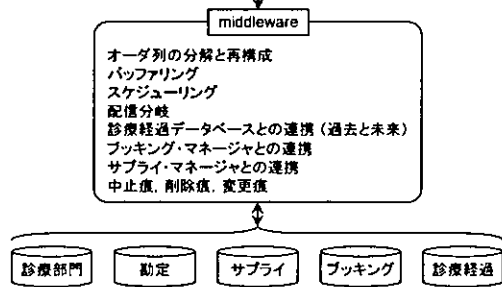 middleware
オーダ列の分解と再構成
バッファリング
スケジューリング
配信分岐
診療経過データベースとの連携（過去と未来）
ブッキング・マネージャとの連携
サプライ・マネージャとの連携
中止痕, 削除痕, 変更痕
診療部門 勘定 サプライ ブッキング 診療経過